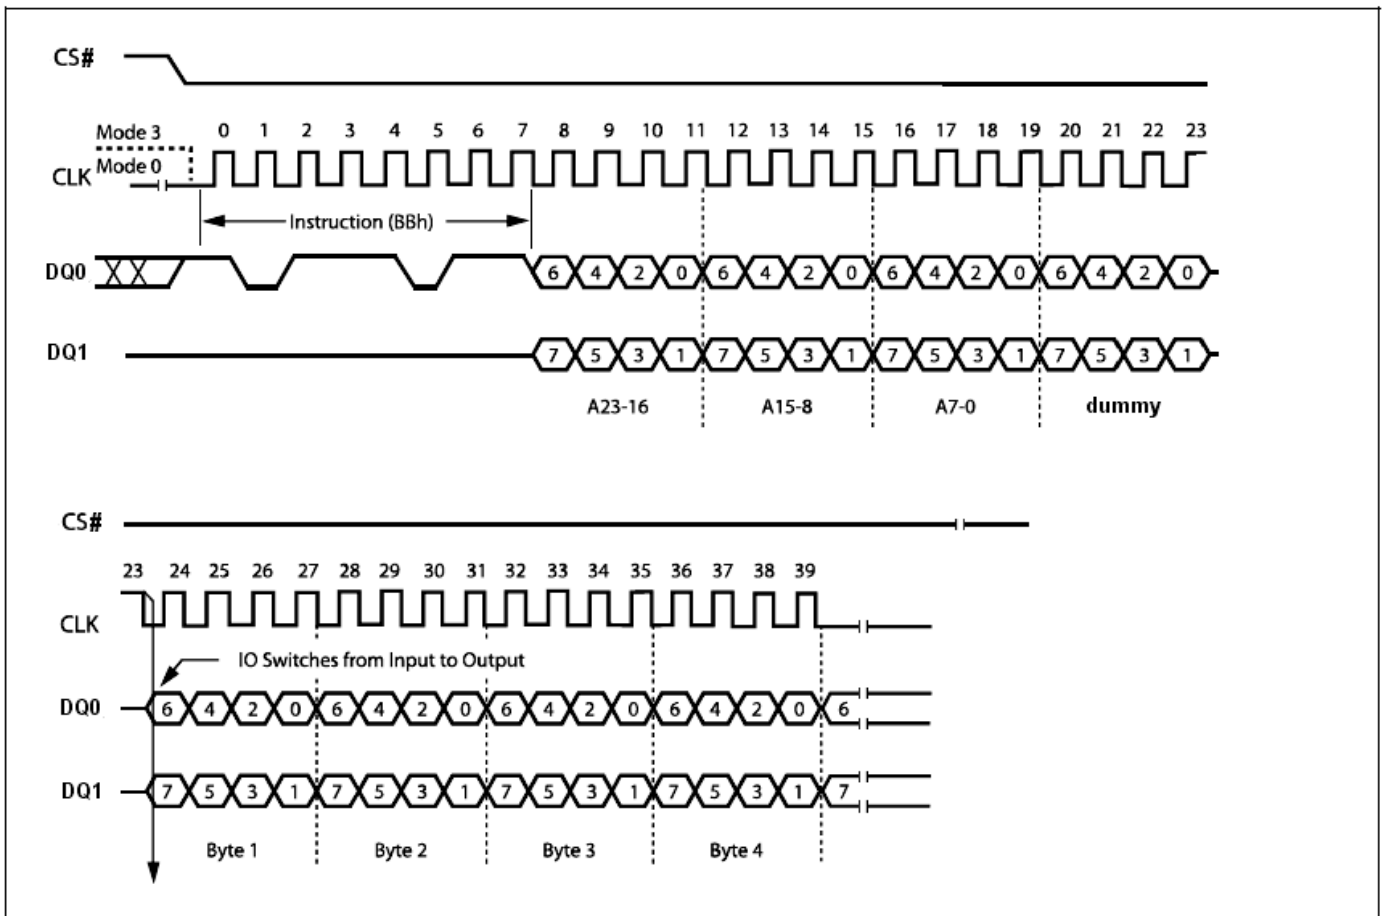 CS#
Mode 3
0 1 2 3 4 5 6 7 8 9 10 11 12 13 14 15 16 17 18 19 20 21 22 23
Mode 0
CLK
Instruction (BBh)
DQ0 6 4 2 0 6 4 2 0 6 4 2 0 6 4 2 0
DQ1 7 5 3 1 7 5 3 1 7 5 3 1 7 5 3 1
A23-16 A15-8 A7-0 dummy
CS#
23 24 25 26 27 28 29 30 31 32 33 34 35 36 37 38 39
CLK
IO Switches from Input to Output
DQ0 6 4 2 0 6 4 2 0 6 4 2 0 6 4 2 0 6
DQ1 7 5 3 1 7 5 3 1 7 5 3 1 7 5 3 1 7
Byte 1 Byte 2 Byte 3 Byte 4